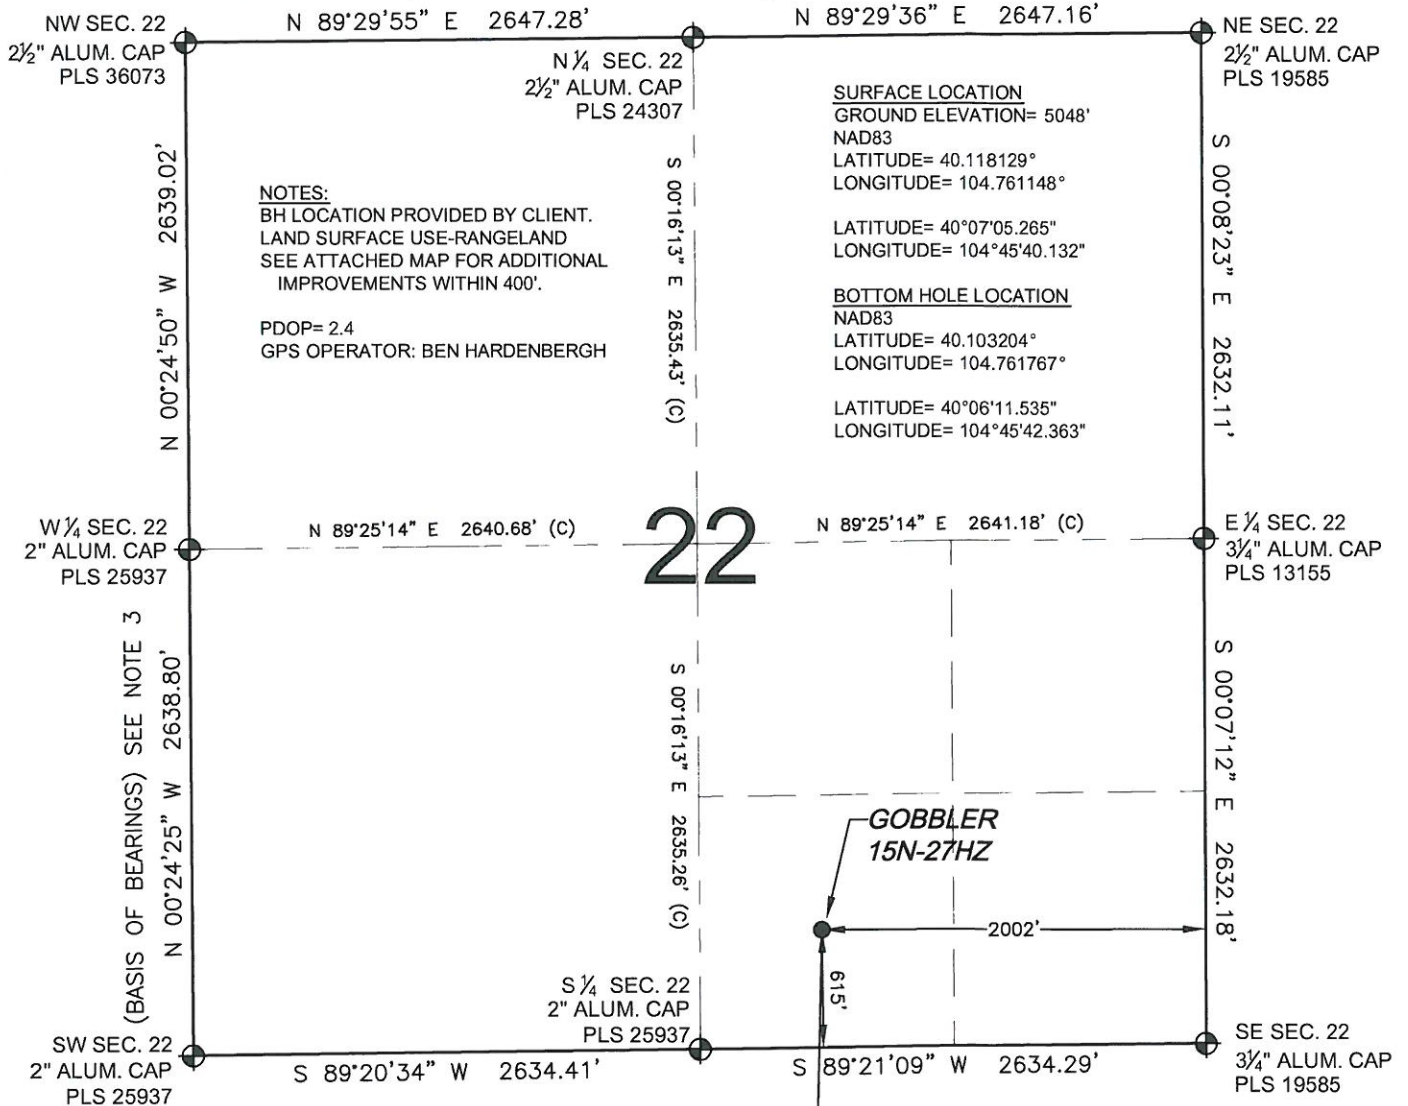 N 89°29'55" E 2647.28'
N 89°29'36" E 2647.16'
NW SEC. 22
2½" ALUM. CAP
PLS 36073
N ¼ SEC. 22
2½" ALUM. CAP
PLS 24307
NE SEC. 22
2½" ALUM. CAP
PLS 19585
SURFACE LOCATION
GROUND ELEVATION= 5048'
NAD83
LATITUDE= 40.118129°
LONGITUDE= 104.761148°
LATITUDE= 40°07'05.265"
LONGITUDE= 104°45'40.132"
BOTTOM HOLE LOCATION
NAD83
LATITUDE= 40.103204°
LONGITUDE= 104.761767°
LATITUDE= 40°06'11.535"
LONGITUDE= 104°45'42.363"
NOTES:
BH LOCATION PROVIDED BY CLIENT.
LAND SURFACE USE-RANGELAND
SEE ATTACHED MAP FOR ADDITIONAL
IMPROVEMENTS WITHIN 400'.
PDOP= 2.4
GPS OPERATOR: BEN HARDENBERGH
N 00°24'50" W 2639.02'
S 00°16'13" E 2635.43' (C)
S 00°08'23" E 2632.11'
W ¼ SEC. 22
2" ALUM. CAP
PLS 25937
N 89°25'14" E 2640.68' (C)
22
N 89°25'14" E 2641.18' (C)
E ¼ SEC. 22
3¼" ALUM. CAP
PLS 13155
(BASIS OF BEARINGS) SEE NOTE 3
N 00°24'25" W 2638.80'
S 00°16'13" E 2635.26' (C)
S 00°07'12" E 2632.18'
GOBBLER
15N-27HZ
2002'
615'
S ¼ SEC. 22
2" ALUM. CAP
PLS 25937
SW SEC. 22
2" ALUM. CAP
PLS 25937
S 89°20'34" W 2634.41'
S 89°21'09" W 2634.29'
SE SEC. 22
3¼" ALUM. CAP
PLS 19585